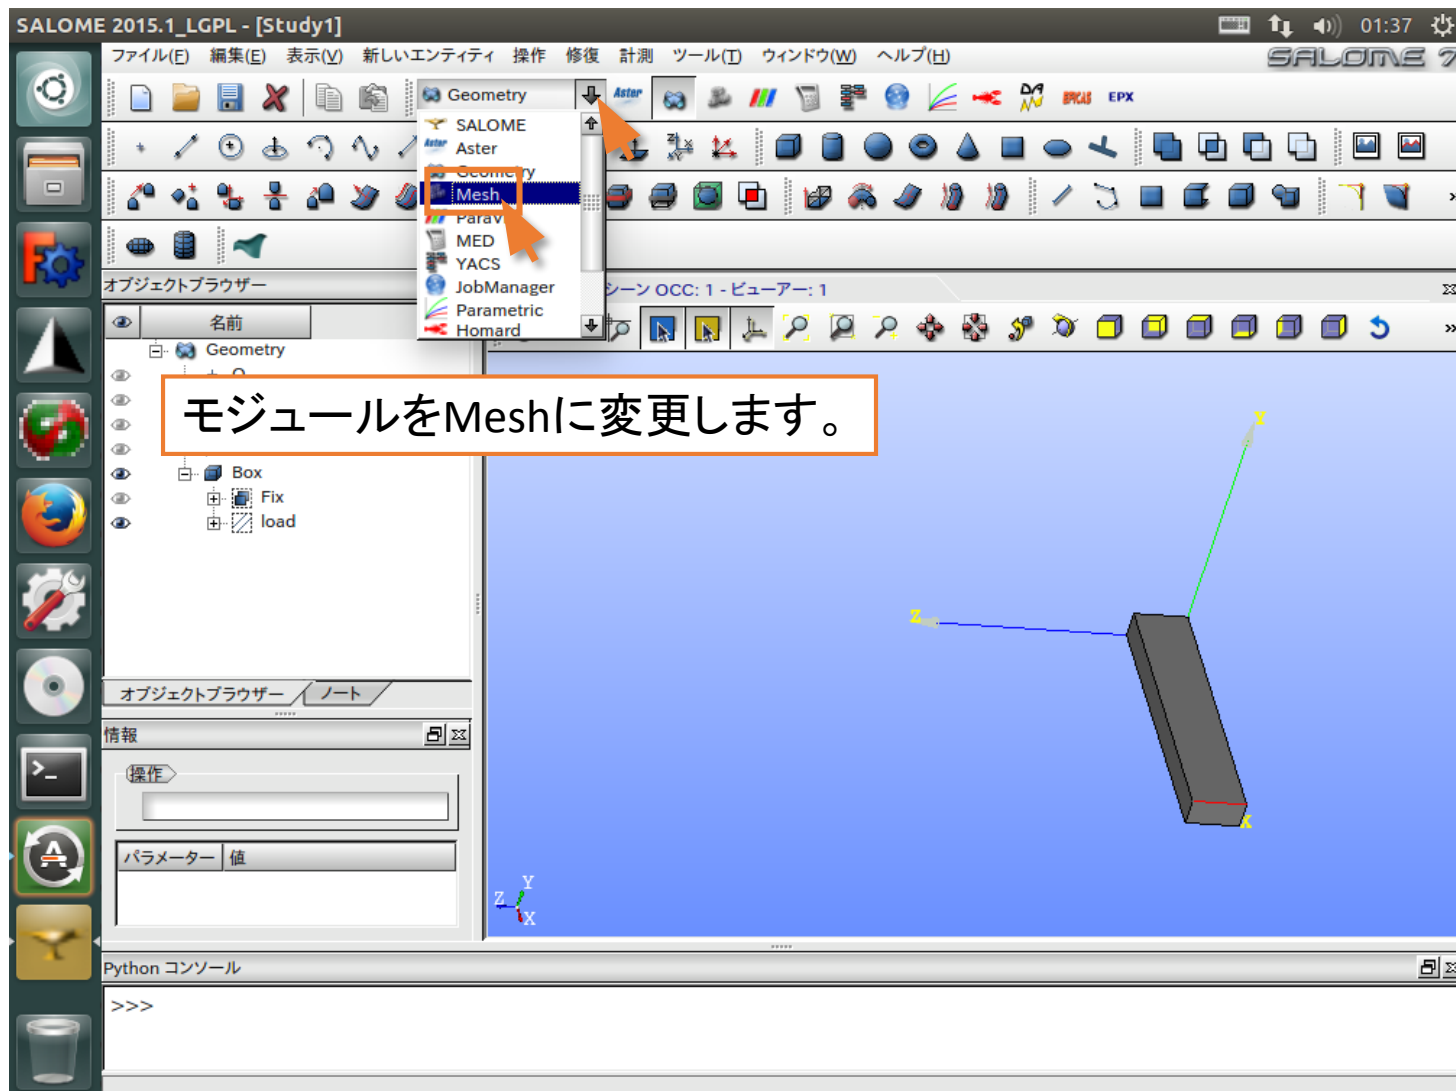 SALOME 2015.1_LGPL - [Study1]
01:37
ファイル(F) 編集(E) 表示(V) 新しいエンティティ 操作 修復 計測 ツール(T) ウィンドウ(W) ヘルプ(H)
SALOME 7
Geometry
Aster
EPX
SALOME
Aster
Geometry
Mesh
ParaV
MED
YACS
JobManager
Parametric
Homard
オブジェクトブラウザー
シーン OCC: 1 - ビューアー: 1
名前
Geometry
モジュールをMeshに変更します。
Box
Fix
load
Y
Z
X
オブジェクトブラウザー ノート
情報
操作
パラメーター 値
Y
Z
X
Python コンソール
>>>